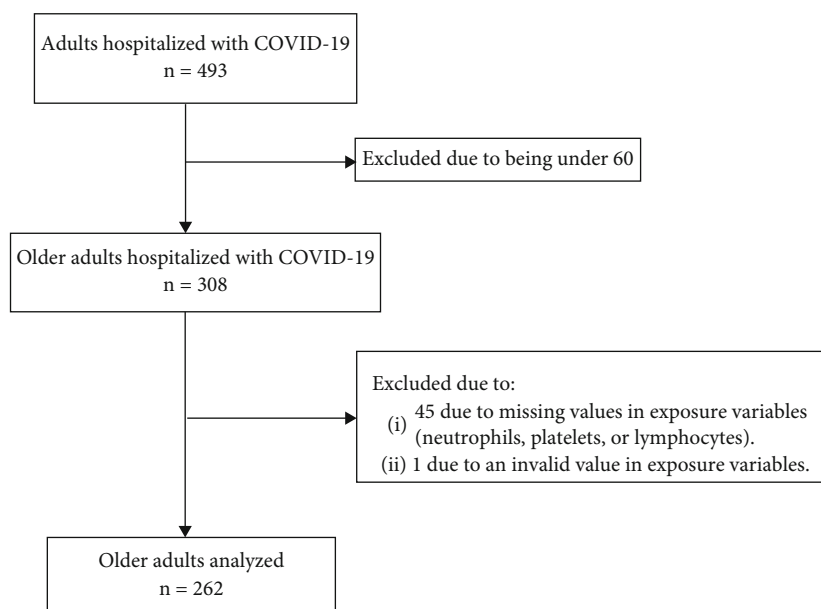 Adults hospitalized with COVID-19
n = 493
Excluded due to being under 60
Older adults hospitalized with COVID-19
n = 308
Excluded due to:
(i) 45 due to missing values in exposure variables
(neutrophils, platelets, or lymphocytes).
(ii) 1 due to an invalid value in exposure variables.
Older adults analyzed
n = 262